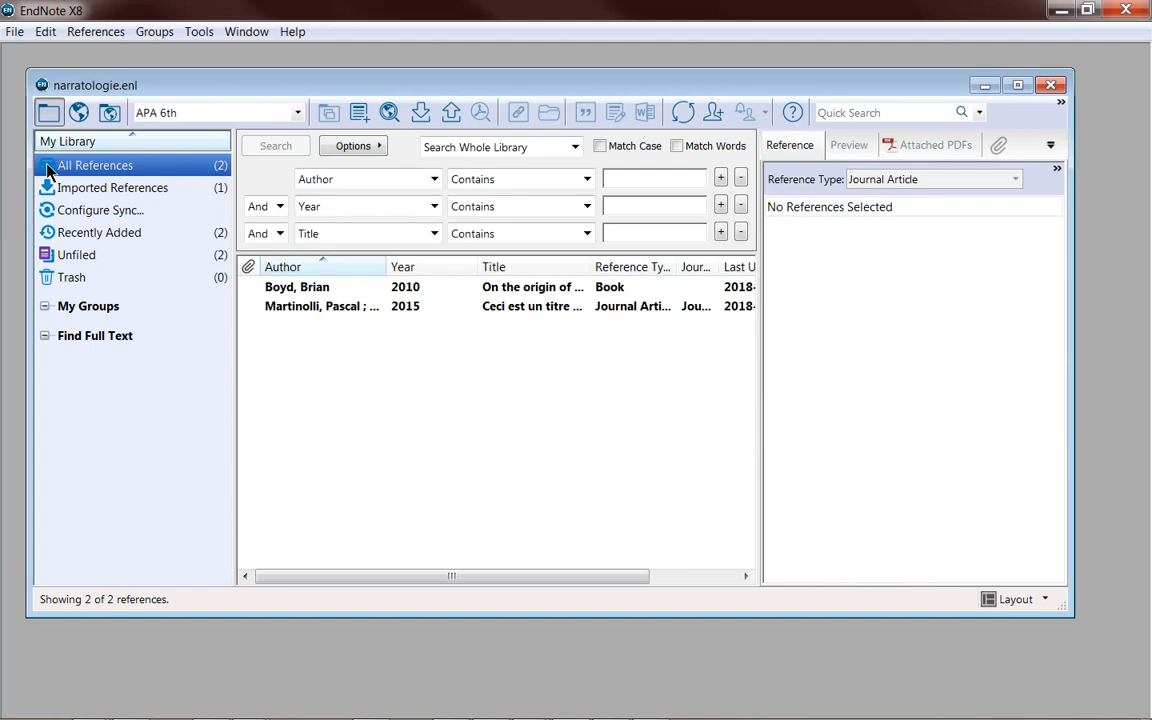 EndNote X8
File Edit References Groups Tools Window Help
narratologie.enl
APA 6th
Quick Search
My Library
All References (2)
Imported References (1)
Configure Sync...
Recently Added (2)
Unfiled (2)
Trash (0)
My Groups
Find Full Text
Search Options Search Whole Library Match Case Match Words
Author Contains + -
And Year Contains + -
And Title Contains + -
Author Year Title Reference Ty... Jour... Last U
Boyd, Brian 2010 On the origin of ... Book 2018-
Martinolli, Pascal ; ... 2015 Ceci est un titre ... Journal Arti... Jou... 2018-
Reference Preview Attached PDFs
Reference Type: Journal Article
No References Selected
Showing 2 of 2 references.
Layout